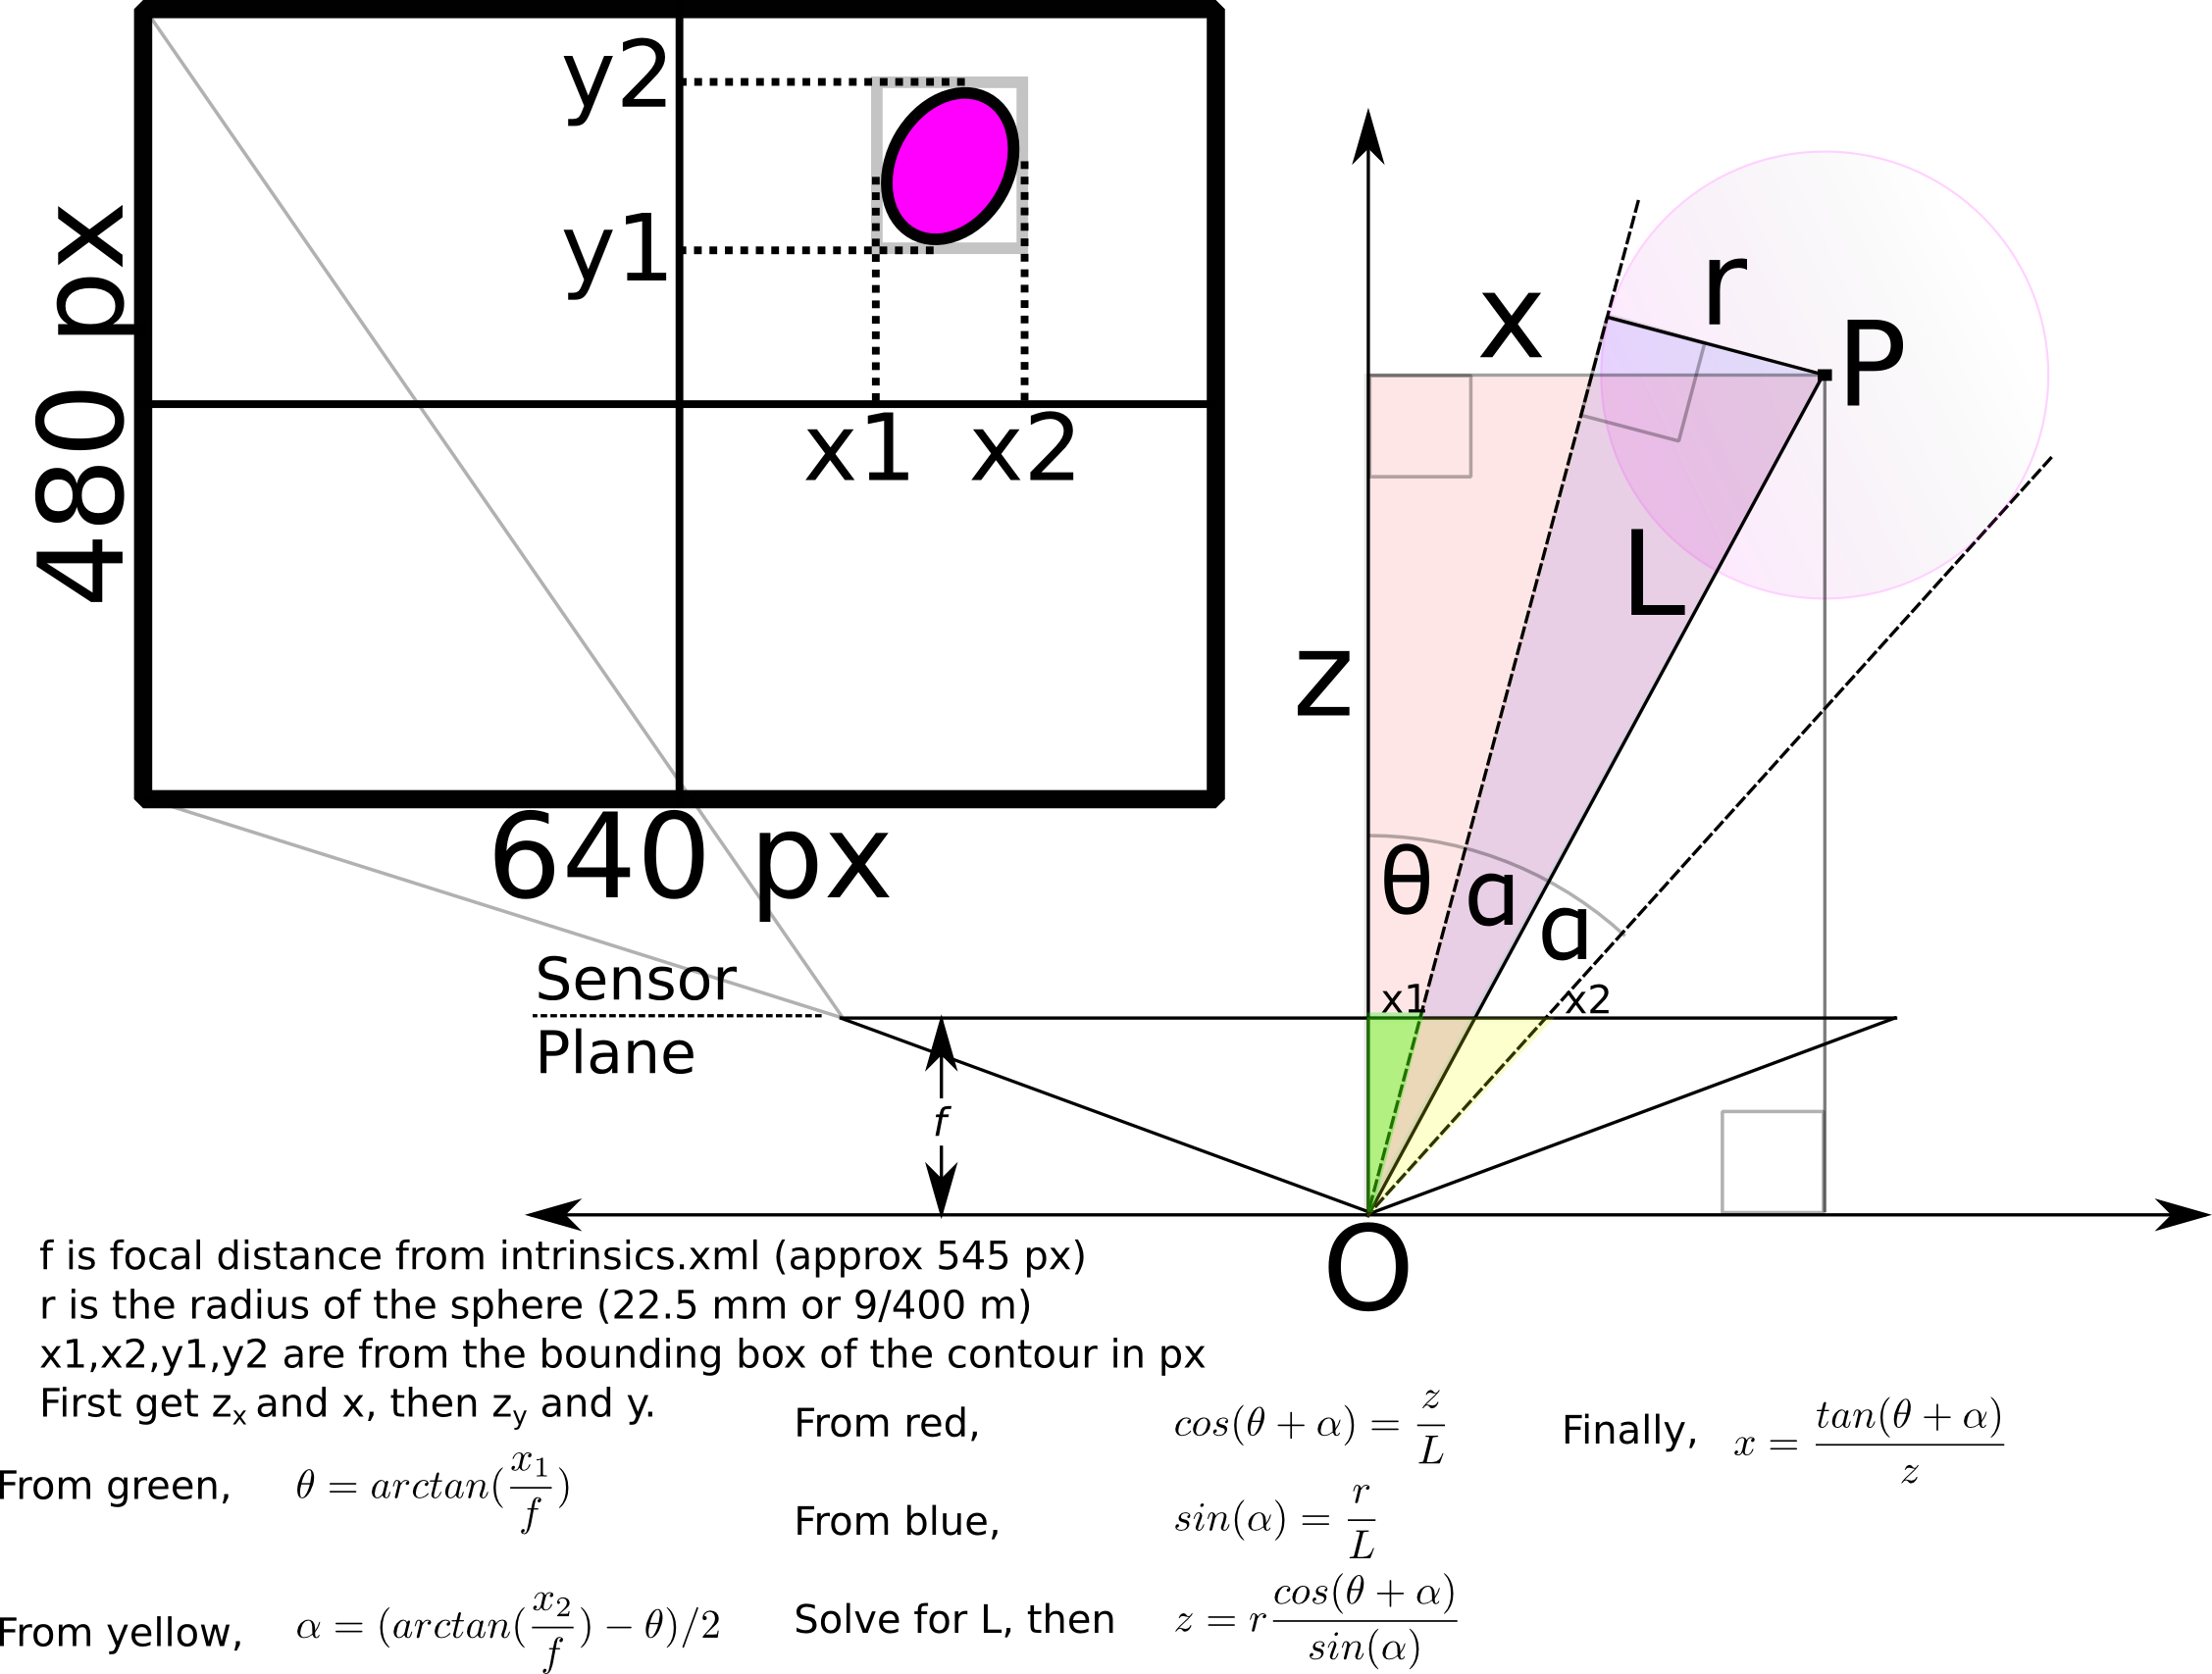 y2
y1
x1 x2
480 px
640 px
x
r
P
L
z
θ
α
α
x1
x2
Sensor
Plane
f
O
f is focal distance from intrinsics.xml (approx 545 px)
r is the radius of the sphere (22.5 mm or 9/400 m)
x1,x2,y1,y2 are from the bounding box of the contour in px
First get zₓ and x, then z_y and y.
From green, θ = arctan(x₁/f)
From yellow, α = (arctan(x₂/f) − θ)/2
From red, cos(θ + α) = z/L
From blue, sin(α) = r/L
Solve for L, then z = r cos(θ + α)/sin(α)
Finally, x = tan(θ + α)/z